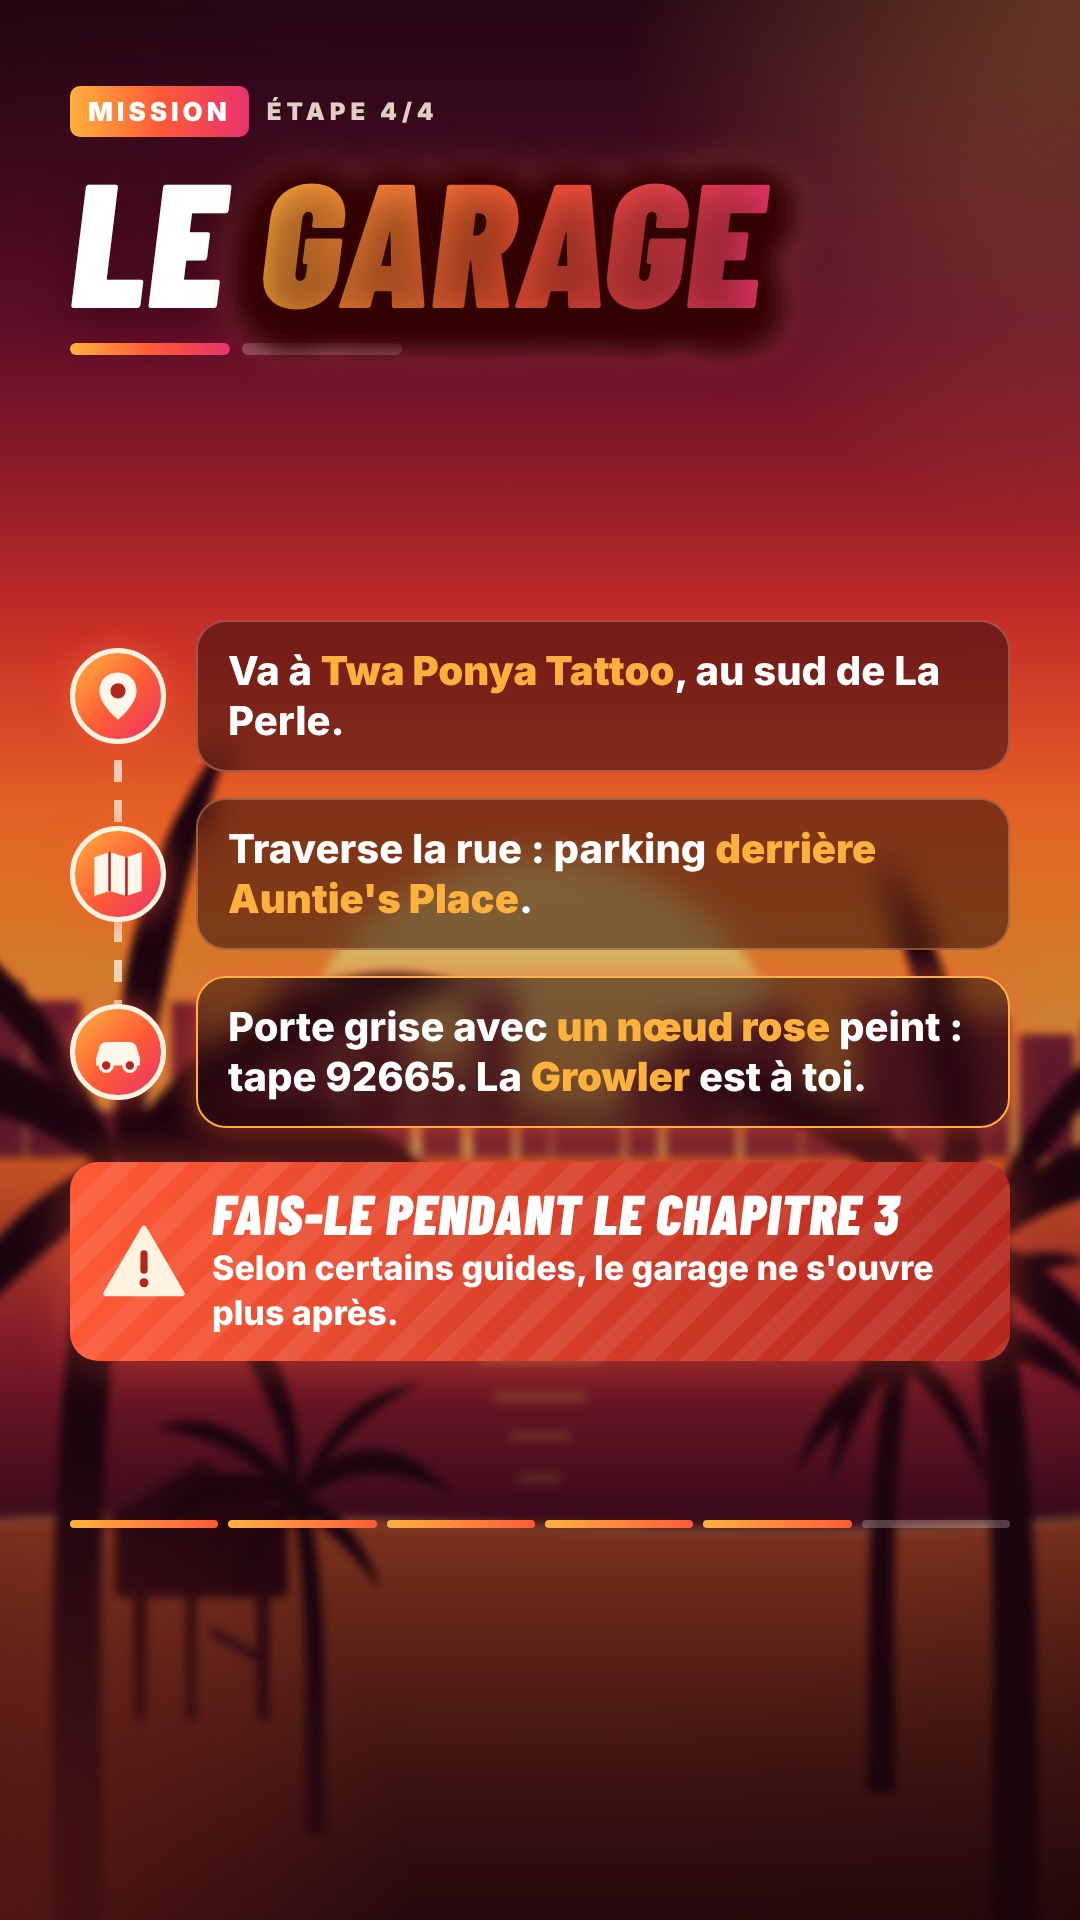 MISSION ÉTAPE 4/4
LE GARAGE
Va à Twa Ponya Tattoo, au sud de La
Perle.
Traverse la rue : parking derrière
Auntie's Place.
Porte grise avec un nœud rose peint :
tape 92665. La Growler est à toi.
FAIS-LE PENDANT LE CHAPITRE 3
Selon certains guides, le garage ne s'ouvre
plus après.